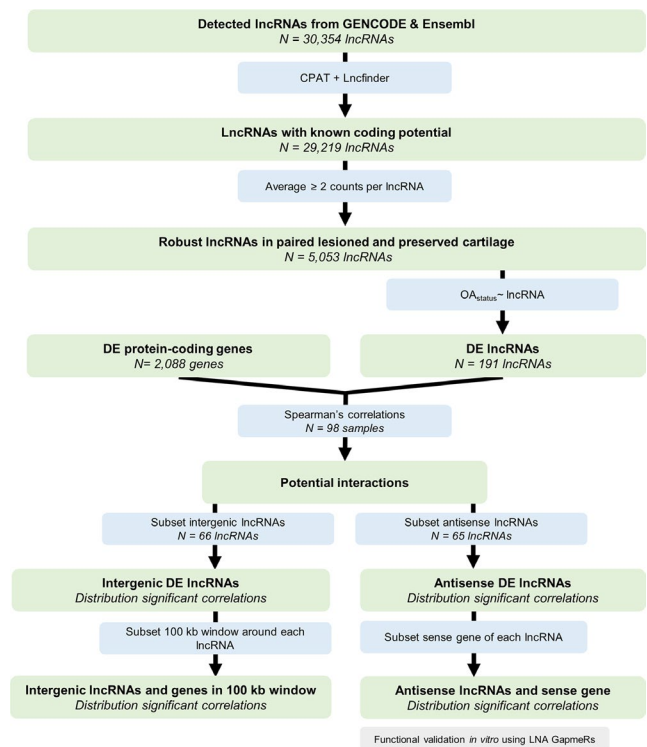 Detected lncRNAs from GENCODE & Ensembl
N = 30,354 lncRNAs
CPAT + Lncfinder
LncRNAs with known coding potential
N = 29,219 lncRNAs
Average ≥ 2 counts per lncRNA
Robust lncRNAs in paired lesioned and preserved cartilage
N = 5,053 lncRNAs
OAstatus~ lncRNA
DE protein-coding genes
N= 2,088 genes
DE lncRNAs
N = 191 lncRNAs
Spearman's correlations
N = 98 samples
Potential interactions
Subset intergenic lncRNAs
N = 66 lncRNAs
Subset antisense lncRNAs
N = 65 lncRNAs
Intergenic DE lncRNAs
Distribution significant correlations
Antisense DE lncRNAs
Distribution significant correlations
Subset 100 kb window around each
lncRNA
Subset sense gene of each lncRNA
Intergenic lncRNAs and genes in 100 kb window
Distribution significant correlations
Antisense lncRNAs and sense gene
Distribution significant correlations
Functional validation in vitro using LNA GapmeRs